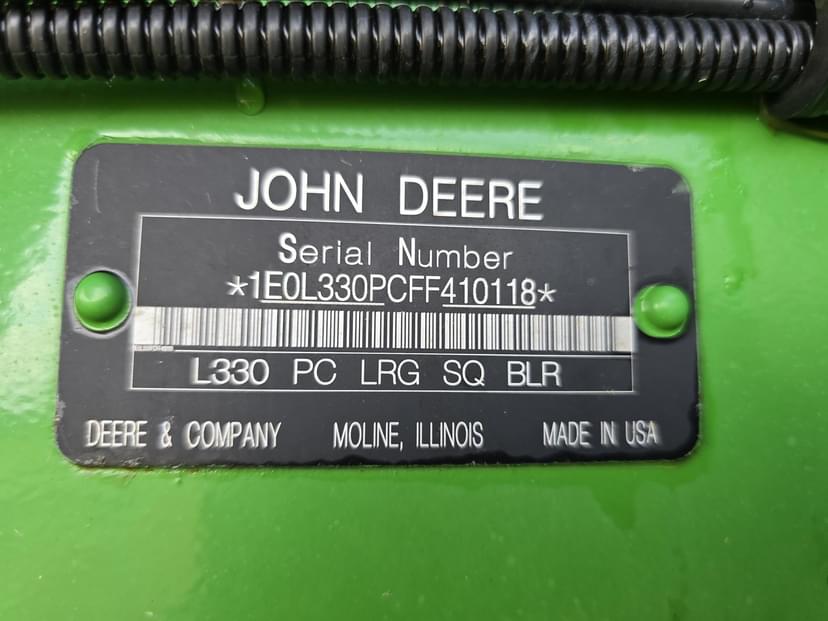 JOHN DEERE
Serial Number
*1E0L330PCFF410118*
L330 PC LRG SQ BLR
DEERE & COMPANY MOLINE, ILLINOIS MADE IN USA